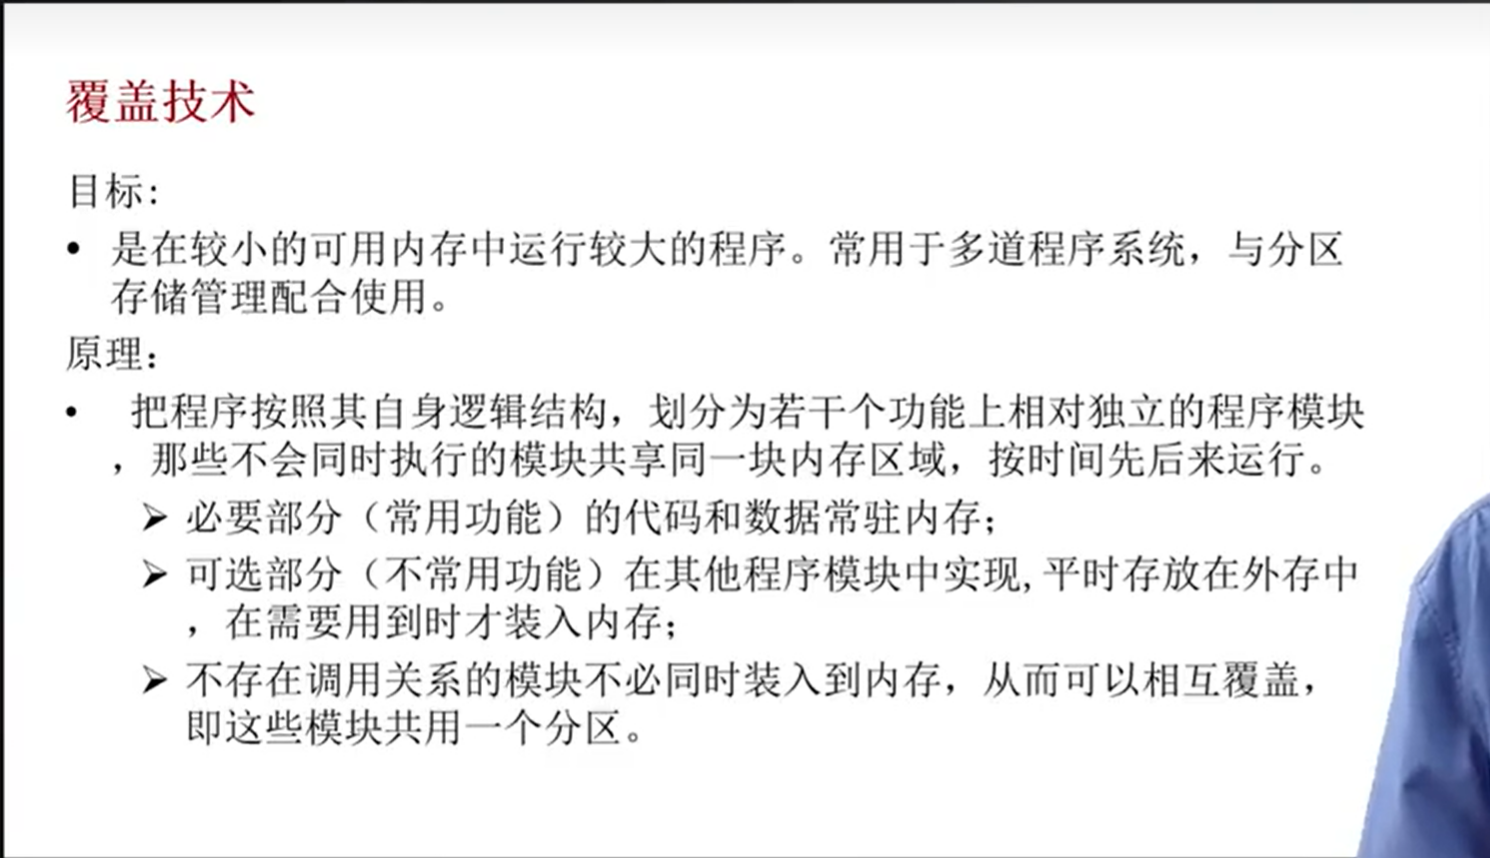 覆盖技术
目标:
• 是在较小的可用内存中运行较大的程序。常用于多道程序系统，与分区
存储管理配合使用。
原理：
• 把程序按照其自身逻辑结构，划分为若干个功能上相对独立的程序模块
，那些不会同时执行的模块共享同一块内存区域，按时间先后来运行。
➢ 必要部分（常用功能）的代码和数据常驻内存；
➢ 可选部分（不常用功能）在其他程序模块中实现,平时存放在外存中
，在需要用到时才装入内存；
➢ 不存在调用关系的模块不必同时装入到内存，从而可以相互覆盖，
即这些模块共用一个分区。